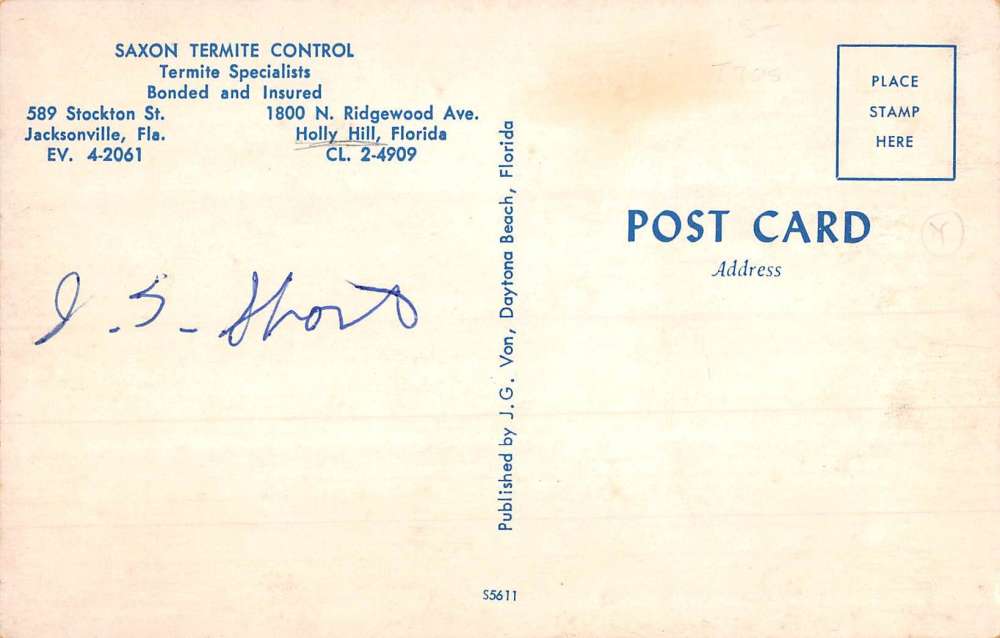 SAXON TERMITE CONTROL
Termite Specialists
Bonded and Insured
589 Stockton St.
Jacksonville, Fla.
EV. 4-2061
1800 N. Ridgewood Ave.
Holly Hill, Florida
CL. 2-4909
Published by J.G. Von, Daytona Beach, Florida
S5611
PLACE
STAMP
HERE
POST CARD
Address